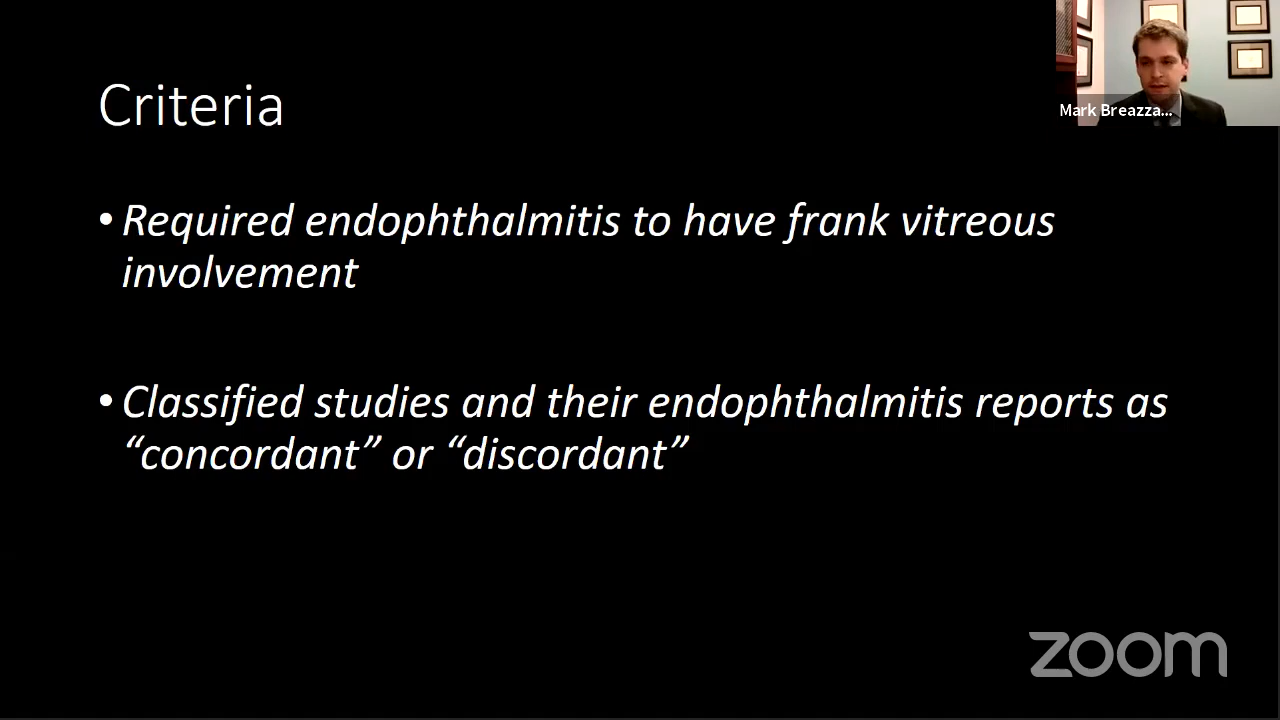 Mark Breazza...
Criteria
• Required endophthalmitis to have frank vitreous
involvement
• Classified studies and their endophthalmitis reports as
“concordant” or “discordant”
zoom